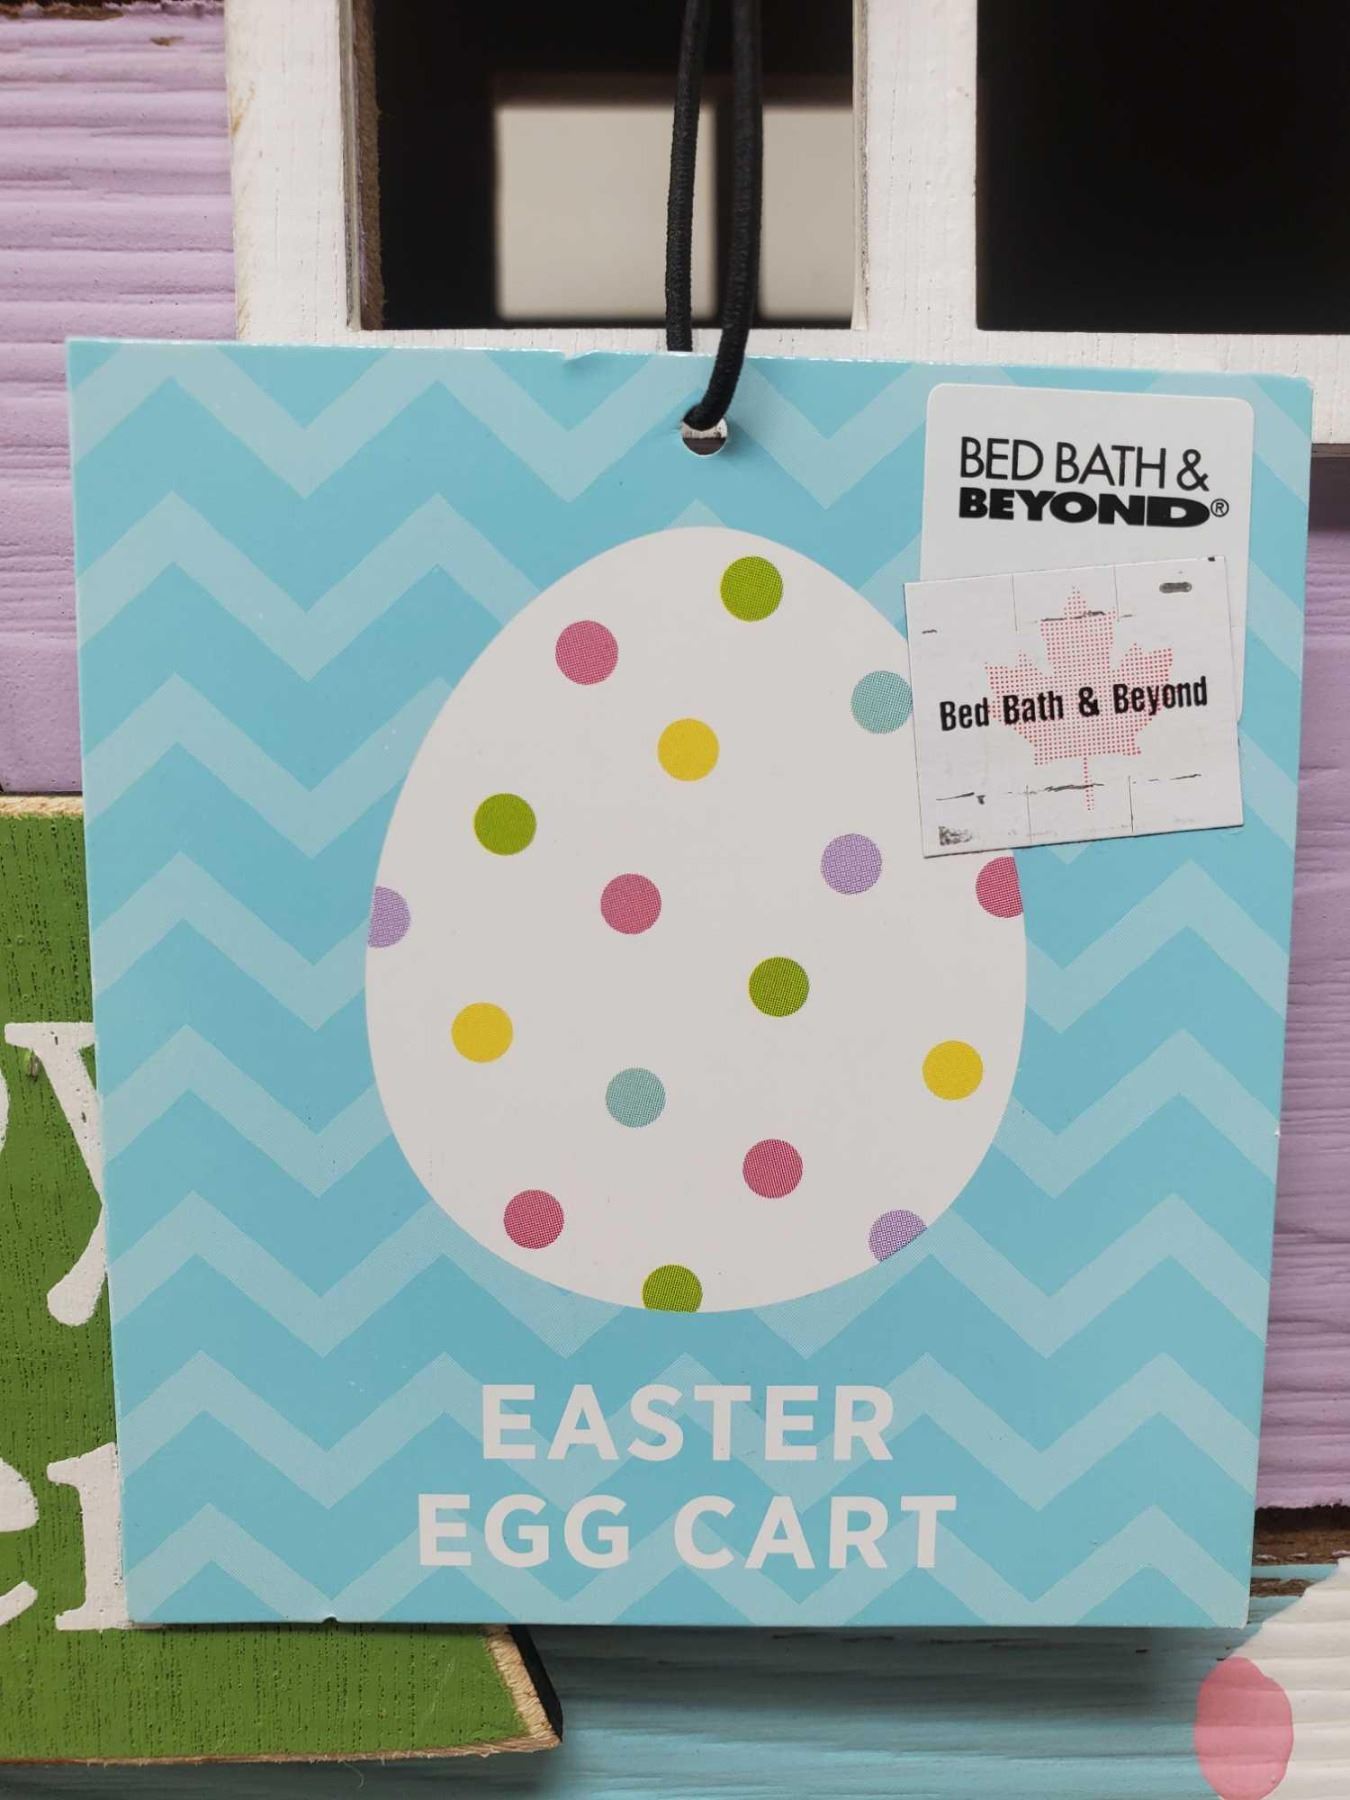 BED BATH &
BEYOND®
Bed Bath & Beyond
EASTER
EGG CART